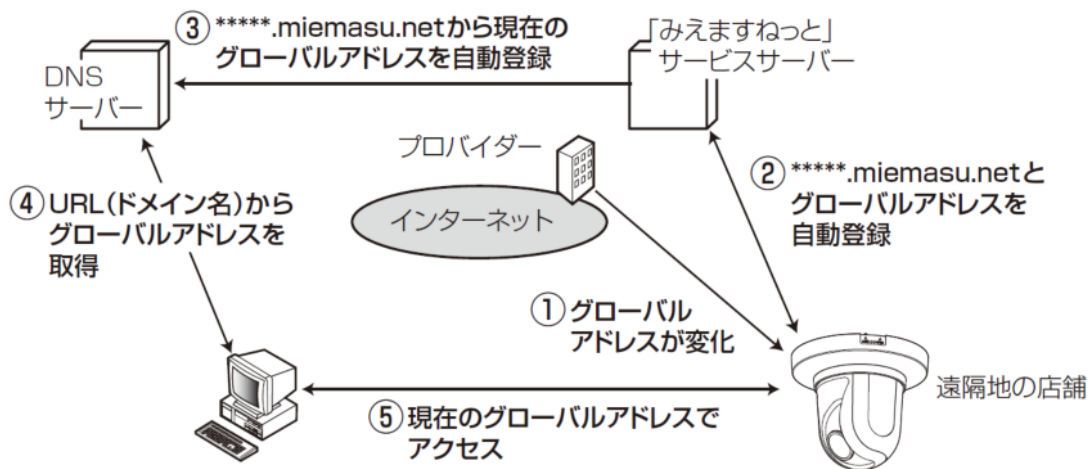 ③*****.miemasu.netから現在の
グローバルアドレスを自動登録
「みえますねっと」
サービスサーバー
DNS
サーバー
プロバイダー
インターネット
②*****.miemasu.netと
グローバルアドレスを
自動登録
④URL(ドメイン名)から
グローバルアドレスを
取得
①グローバル
アドレスが変化
遠隔地の店舗
⑤現在のグローバルアドレスで
アクセス